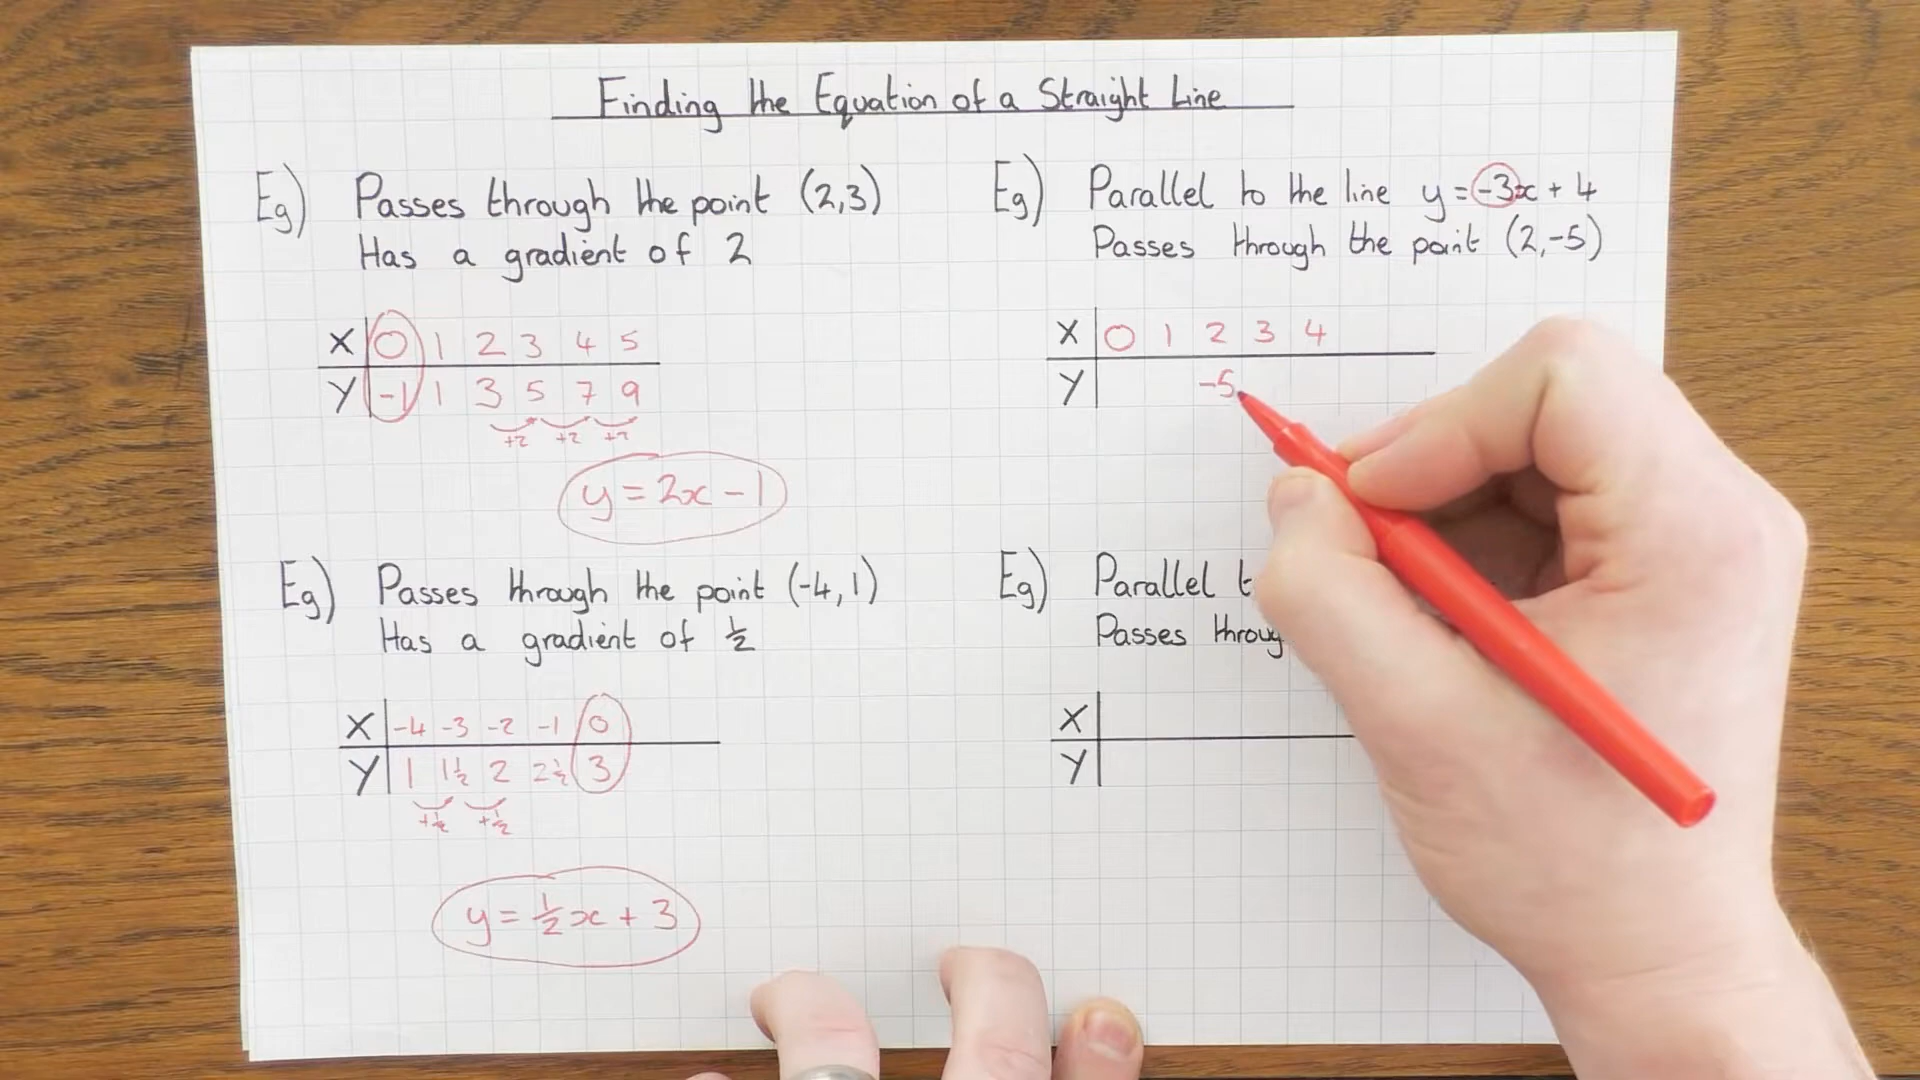 Finding the Equation of a Straight Line
Eg) Passes through the point (2,3)
Has a gradient of 2
X 0 1 2 3 4 5
Y -1 1 3 5 7 9
+2 +2 +2
y = 2x - 1
Eg) Parallel to the line y = -3x + 4
Passes through the point (2,-5)
X 0 1 2 3 4
Y -5
Eg) Passes through the point (-4,1)
Has a gradient of ½
X -4 -3 -2 -1 0
Y 1 1½ 2 2½ 3
+½ +½
y = ½x + 3
Eg) Parallel
Passes
X
Y